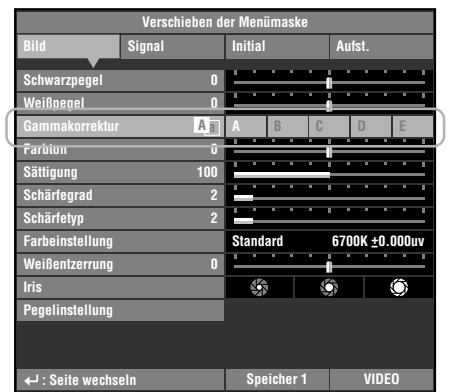 Verschieben der Menümaske
Bild Signal Initial Aufst.
Schwarzpegel 0
Weißpegel 0
Gammakorrektur A a A B C D E
Farbton 0
Sättigung 100
Schärfegrad 2
Schärfetyp 2
Farbeinstellung Standard 6700K ±0.000uv
Weißentzerrung 0
Iris
Pegelinstellung
↵ : Seite wechseln Speicher 1 VIDEO